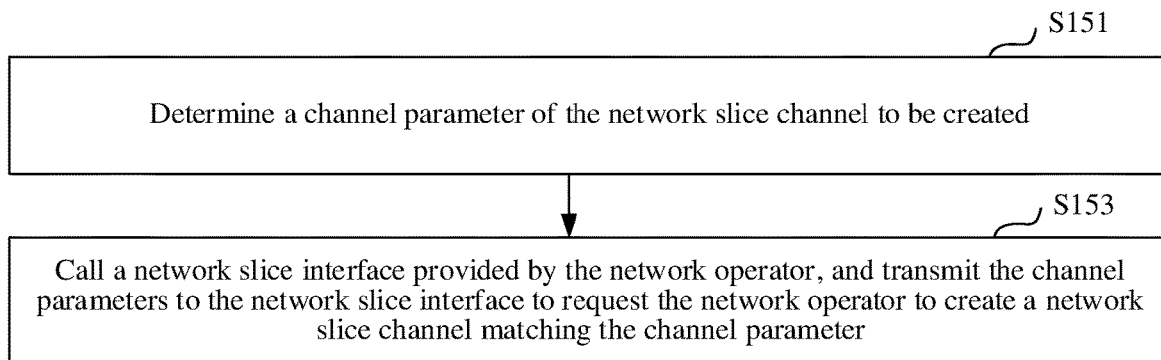 S151
Determine a channel parameter of the network slice channel to be created
S153
Call a network slice interface provided by the network operator, and transmit the channel
parameters to the network slice interface to request the network operator to create a network
slice channel matching the channel parameter